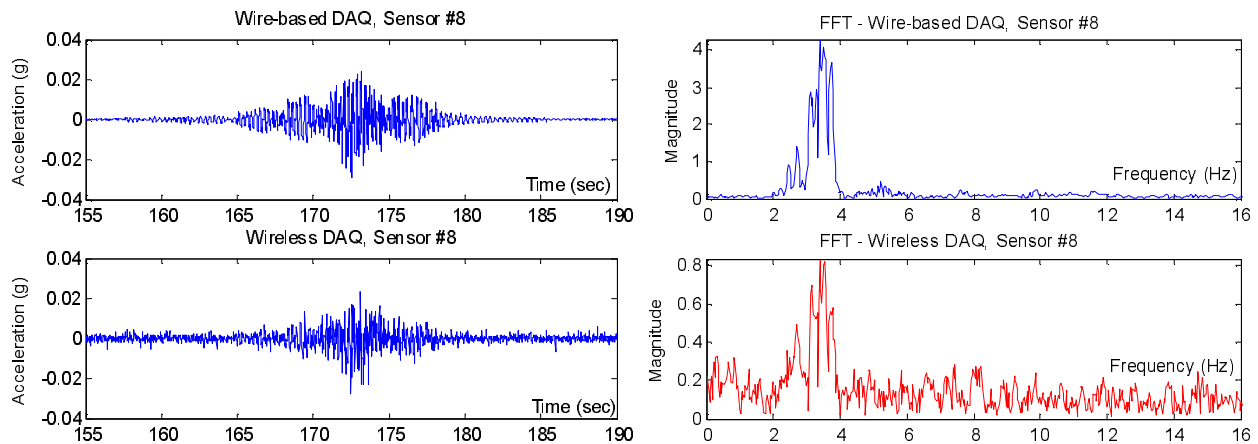 Wire-based DAQ, Sensor #8
Acceleration (g)
0.04
0.02
0
-0.02
-0.04
Time (sec)
155 160 165 170 175 180 185 190
FFT - Wire-based DAQ, Sensor #8
Magnitude
4
3
2
1
0
Frequency (Hz)
0 2 4 6 8 10 12 14 16
Wireless DAQ, Sensor #8
Acceleration (g)
0.04
0.02
0
-0.02
-0.04
Time (sec)
155 160 165 170 175 180 185 190
FFT - Wireless DAQ, Sensor #8
Magnitude
0.8
0.6
0.4
0.2
0
Frequency (Hz)
0 2 4 6 8 10 12 14 16